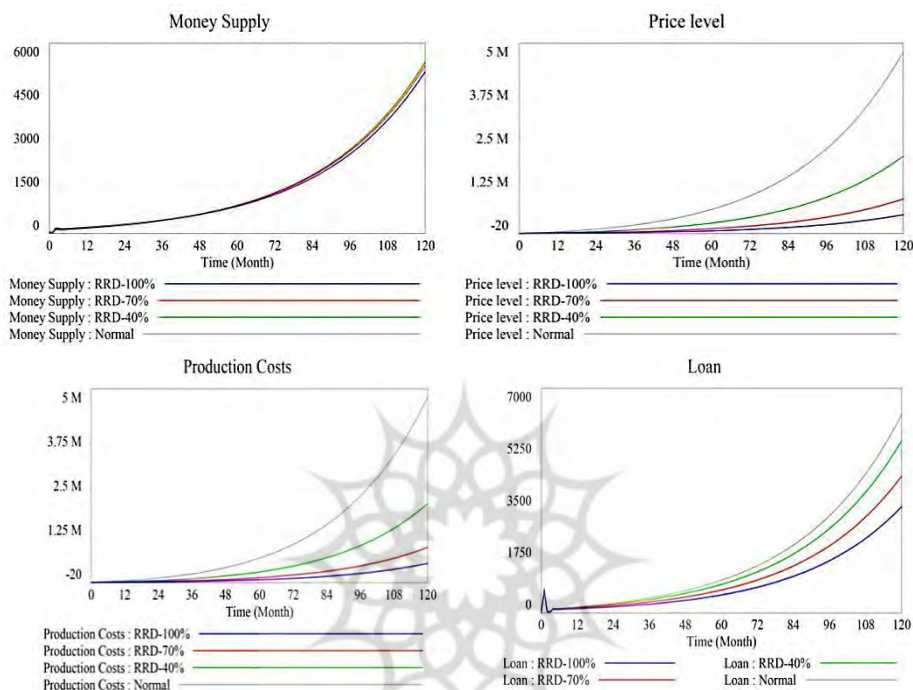 Money Supply
6000
4500
3000
1500
0
0 12 24 36 48 60 72 84 96 108 120
Time (Month)
Money Supply : RRD-100%
Money Supply : RRD-70%
Money Supply : RRD-40%
Money Supply : Normal
Price level
5 M
3.75 M
2.5 M
1.25 M
-20
0 12 24 36 48 60 72 84 96 108 120
Time (Month)
Price level : RRD-100%
Price level : RRD-70%
Price level : RRD-40%
Price level : Normal
Production Costs
5 M
3.75 M
2.5 M
1.25 M
-20
0 12 24 36 48 60 72 84 96 108 120
Time (Month)
Production Costs : RRD-100%
Production Costs : RRD-70%
Production Costs : RRD-40%
Production Costs : Normal
Loan
7000
5250
3500
1750
0
0 12 24 36 48 60 72 84 96 108 120
Time (Month)
Loan : RRD-100%
Loan : RRD-40%
Loan : RRD-70%
Loan : Normal